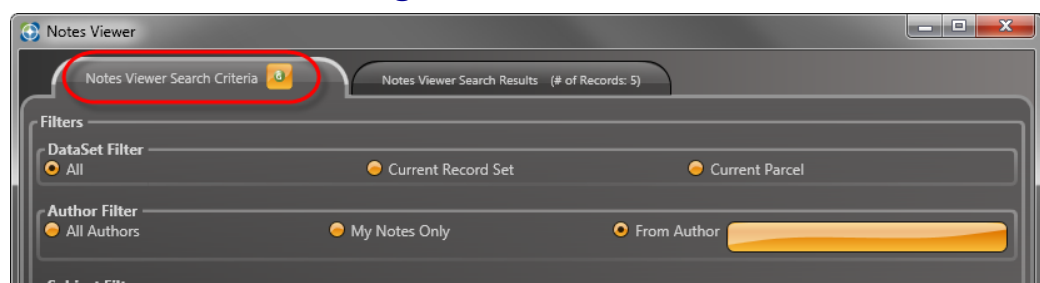 Notes Viewer
Notes Viewer Search Criteria
Notes Viewer Search Results (# of Records: 5)
Filters
DataSet Filter
All Current Record Set Current Parcel
Author Filter
All Authors My Notes Only From Author